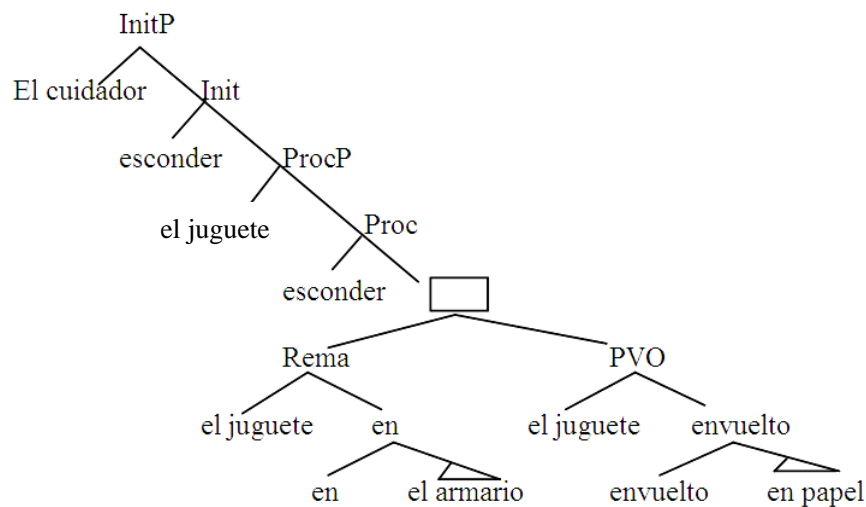 InitP
El cuidador Init
esconder ProcP
el juguete Proc
esconder
Rema PVO
el juguete en el juguete envuelto
en el armario envuelto en papel